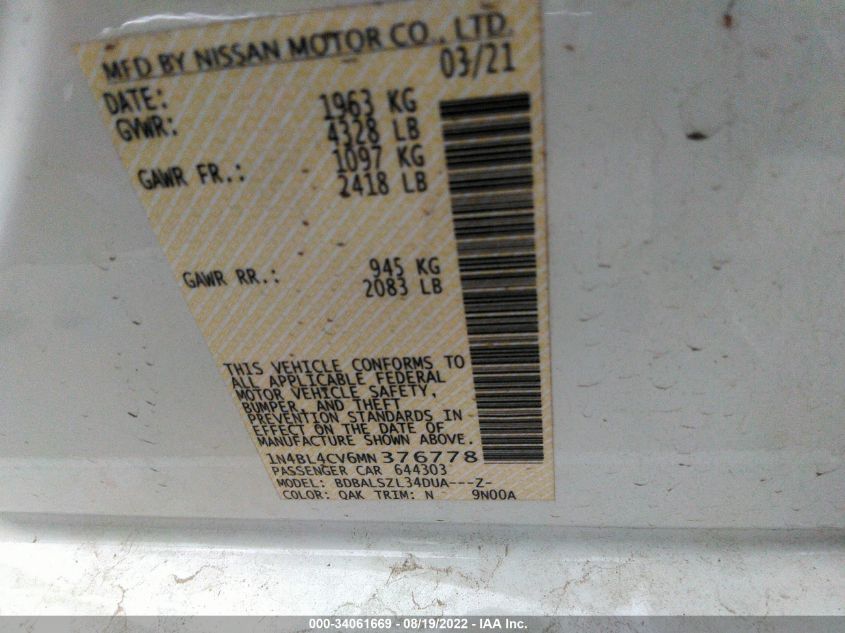 MFD BY NISSAN MOTOR CO., LTD.
DATE: 03/21
GVWR: 1963 KG
4328 LB
GAWR FR.: 1097 KG
2418 LB
GAWR RR.: 945 KG
2083 LB
THIS VEHICLE CONFORMS TO
ALL APPLICABLE FEDERAL
MOTOR VEHICLE SAFETY,
BUMPER, AND THEFT
PREVENTION STANDARDS IN
EFFECT ON THE DATE OF
MANUFACTURE SHOWN ABOVE.
1N4BL4CV6MN376778
PASSENGER CAR 644303
MODEL: BDBALSZL34DUA---Z-
COLOR: QAK TRIM: N 9N00A
000-34061669 - 08/19/2022 - IAA Inc.